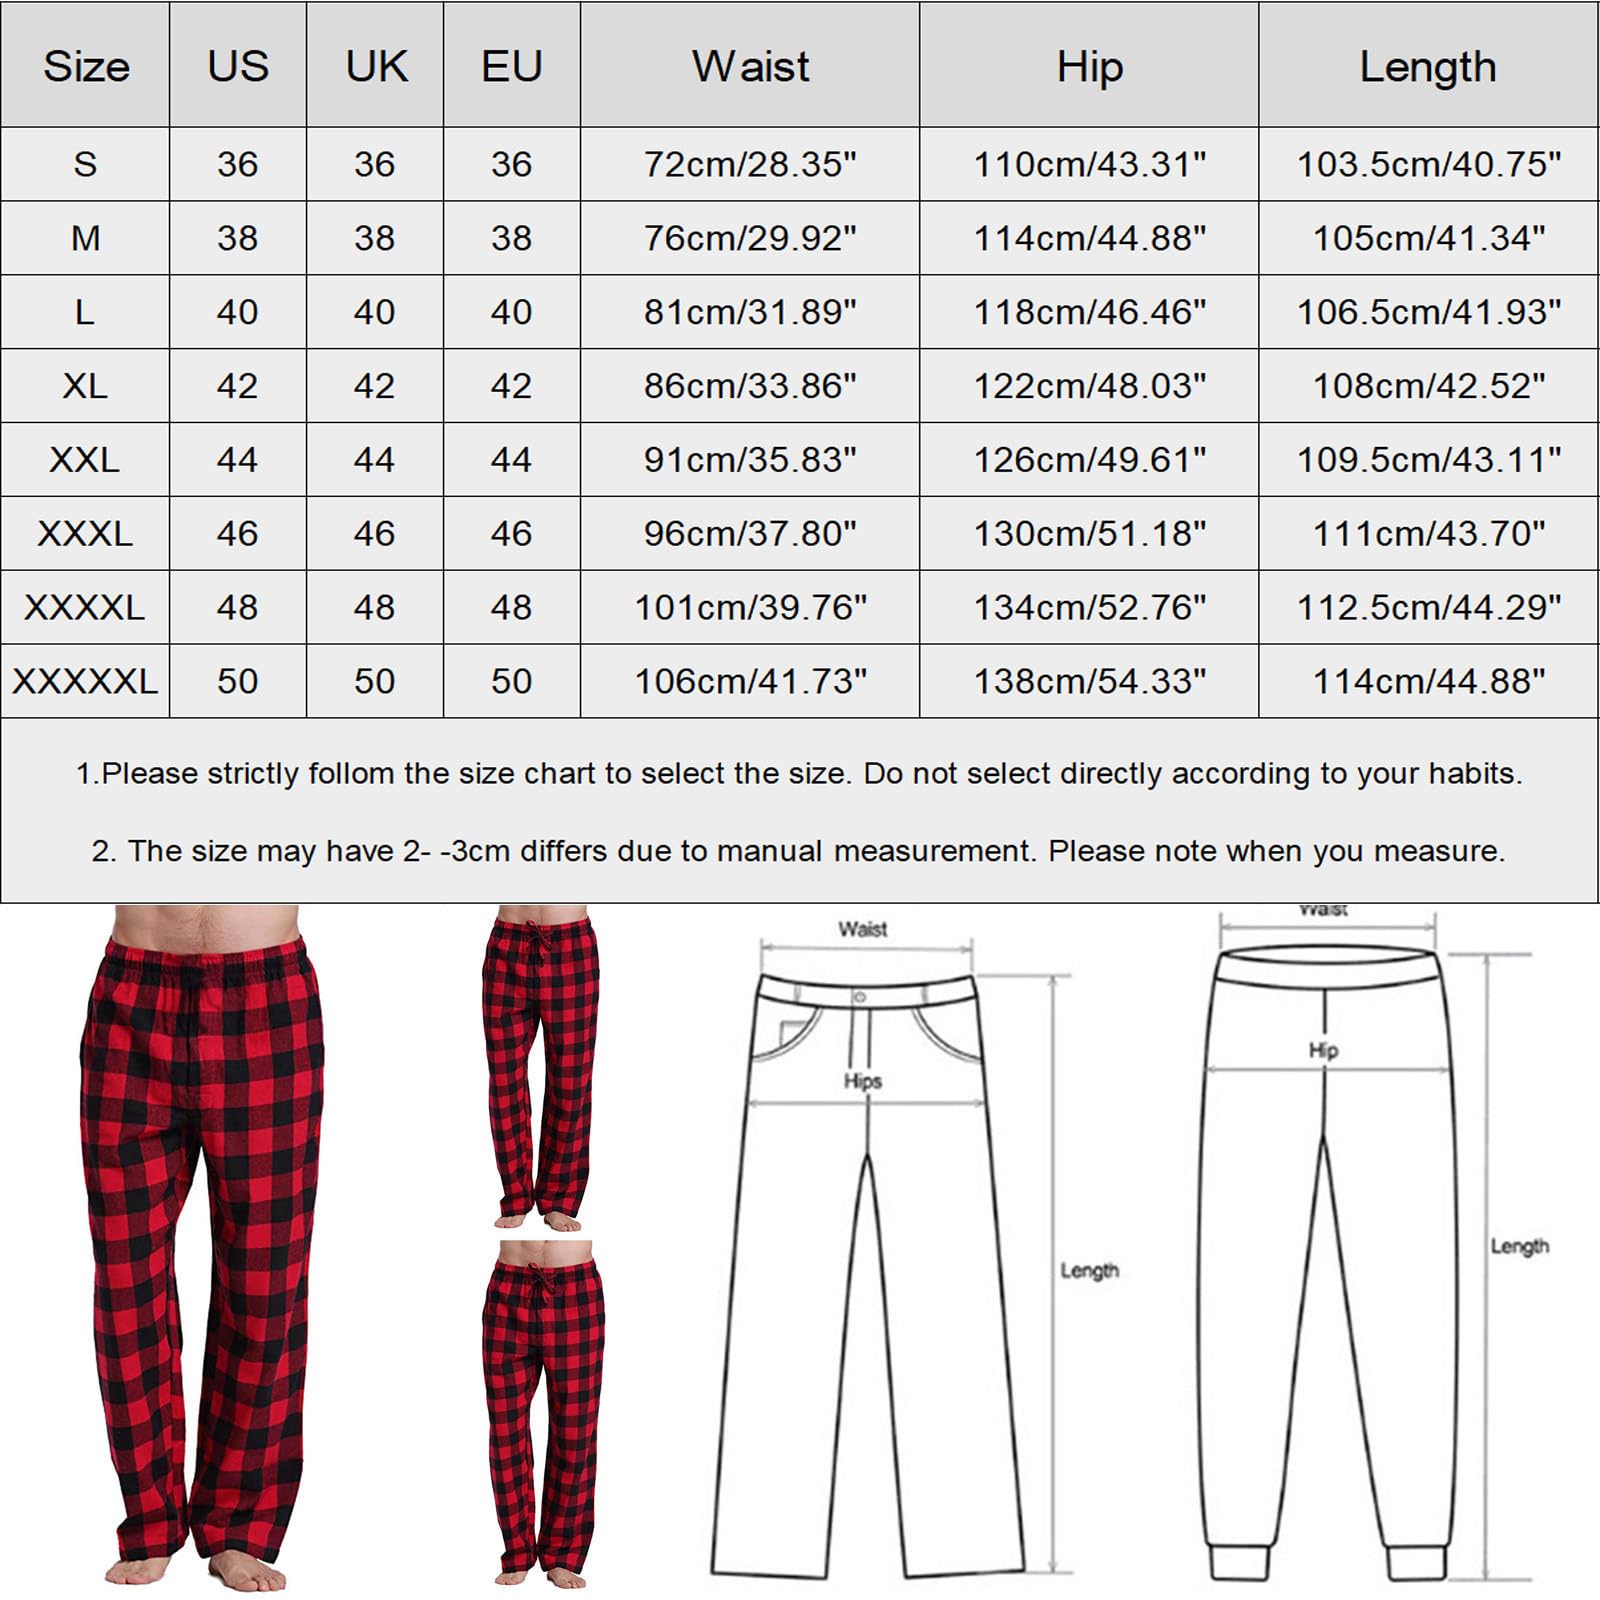 Size US UK EU Waist Hip Length
S 36 36 36 72cm/28.35" 110cm/43.31" 103.5cm/40.75"
M 38 38 38 76cm/29.92" 114cm/44.88" 105cm/41.34"
L 40 40 40 81cm/31.89" 118cm/46.46" 106.5cm/41.93"
XL 42 42 42 86cm/33.86" 122cm/48.03" 108cm/42.52"
XXL 44 44 44 91cm/35.83" 126cm/49.61" 109.5cm/43.11"
XXXL 46 46 46 96cm/37.80" 130cm/51.18" 111cm/43.70"
XXXXL 48 48 48 101cm/39.76" 134cm/52.76" 112.5cm/44.29"
XXXXXL 50 50 50 106cm/41.73" 138cm/54.33" 114cm/44.88"
1.Please strictly follom the size chart to select the size. Do not select directly according to your habits.
2. The size may have 2- -3cm differs due to manual measurement. Please note when you measure.
Waist
Hips
Length
Waist
Hip
Length